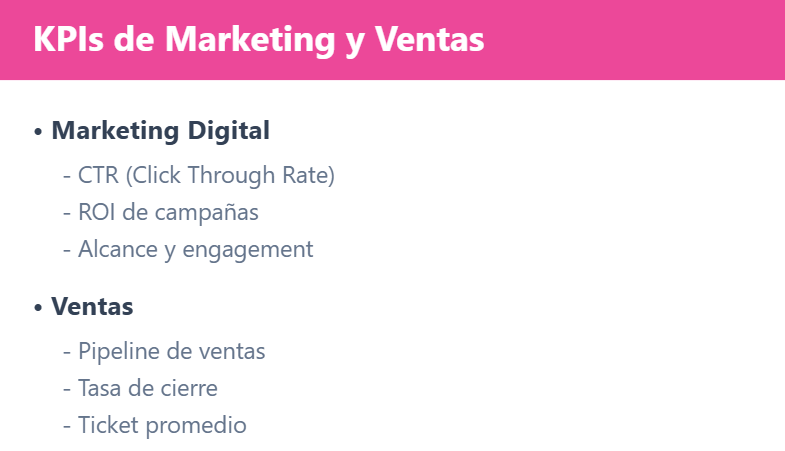 KPIs de Marketing y Ventas
• Marketing Digital
- CTR (Click Through Rate)
- ROI de campañas
- Alcance y engagement
• Ventas
- Pipeline de ventas
- Tasa de cierre
- Ticket promedio